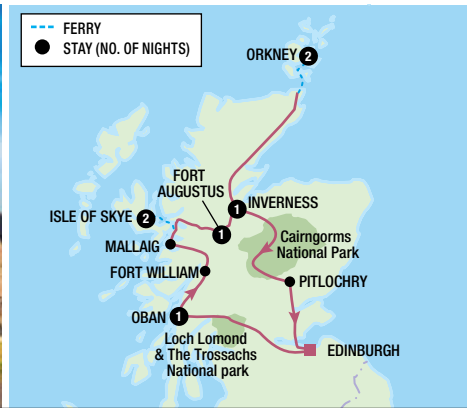 FERRY
STAY (NO. OF NIGHTS)
ORKNEY 2
FORT
AUGUSTUS
1
INVERNESS
1
ISLE OF SKYE 2
Cairngorms
National Park
MALLAIG
FORT WILLIAM
PITLOCHRY
OBAN 1
Loch Lomond
& The Trossachs
National park
EDINBURGH